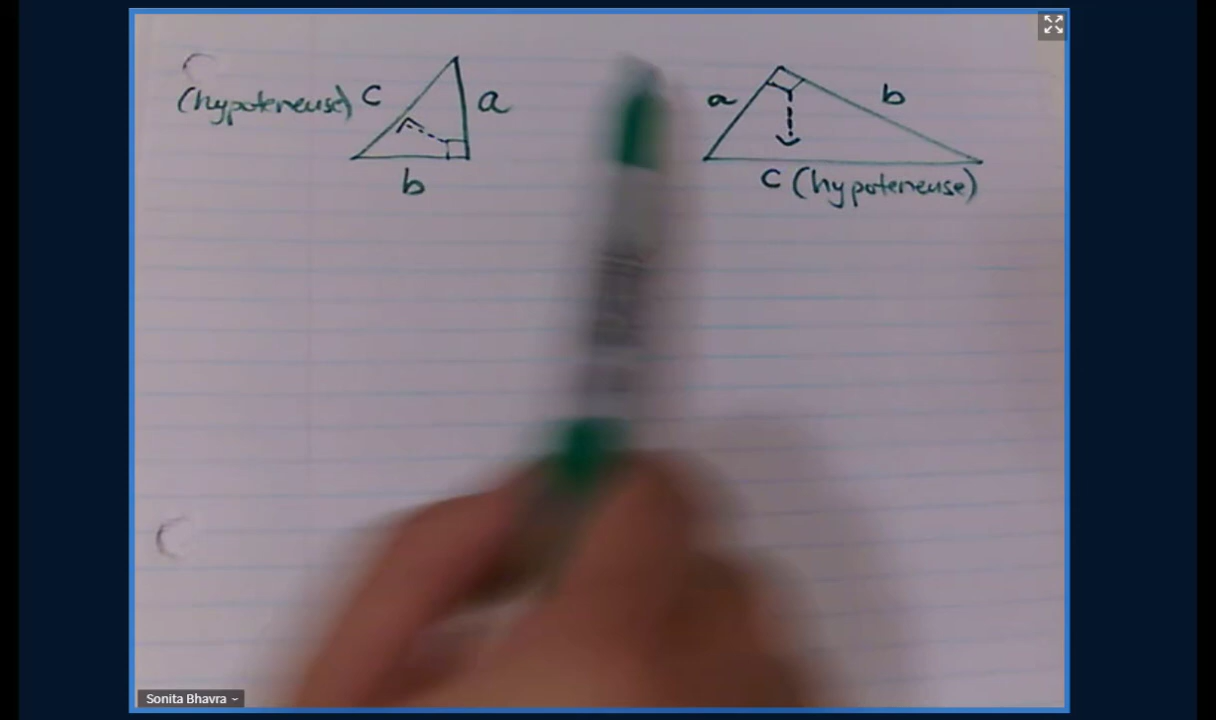 (hypoteneuse) c
a
b
a
b
c (hypoteneuse)
Sonita Bhavra